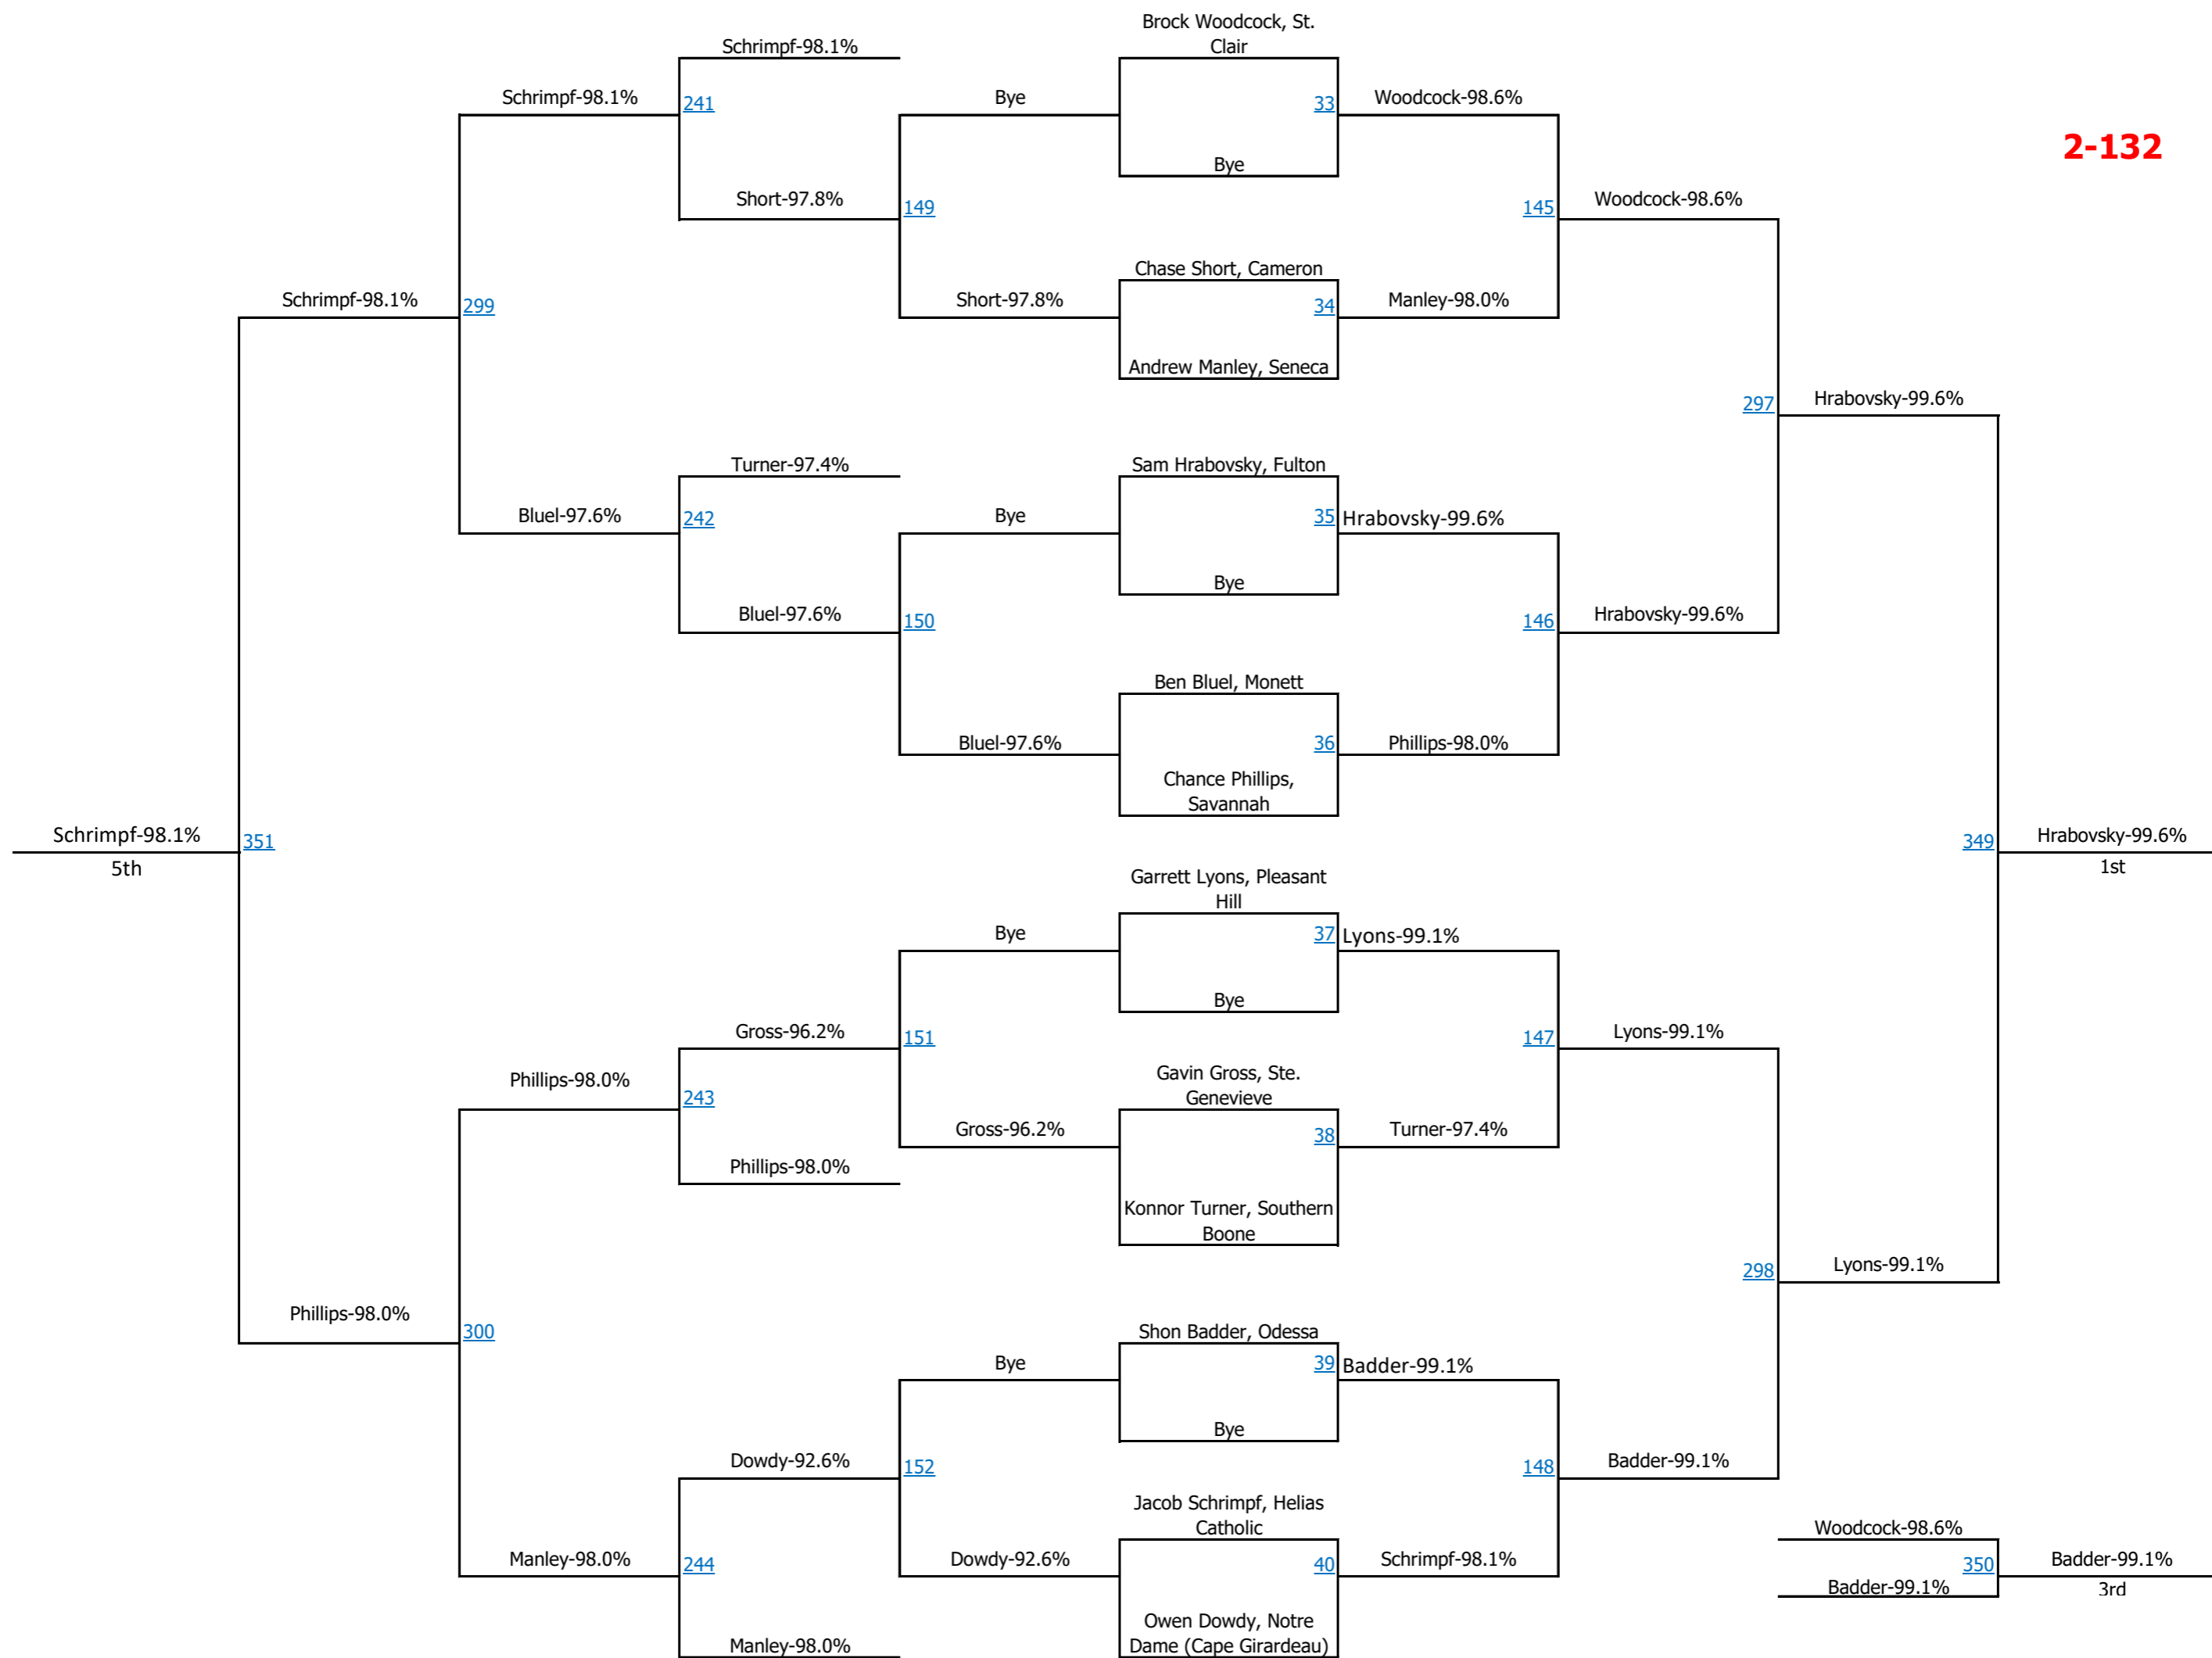 Brock Woodcock, St.
Clair
Schrimpf-98.1%
Schrimpf-98.1%
241
Bye
33
Woodcock-98.6%
2-132
Bye
Short-97.8%
149
145
Woodcock-98.6%
Chase Short, Cameron
Schrimpf-98.1%
299
Short-97.8%
34
Manley-98.0%
Andrew Manley, Seneca
297
Hrabovsky-99.6%
Turner-97.4%
Sam Hrabovsky, Fulton
Bluel-97.6%
242
Bye
35
Hrabovsky-99.6%
Bye
Bluel-97.6%
150
146
Hrabovsky-99.6%
Ben Bluel, Monett
Bluel-97.6%
36
Phillips-98.0%
Chance Phillips,
Savannah
Schrimpf-98.1%
351
349
Hrabovsky-99.6%
5th
1st
Garrett Lyons, Pleasant
Hill
Bye
37
Lyons-99.1%
Bye
Gross-96.2%
151
147
Lyons-99.1%
Phillips-98.0%
243
Gavin Gross, Ste.
Genevieve
Gross-96.2%
38
Turner-97.4%
Phillips-98.0%
Konnor Turner, Southern
Boone
298
Lyons-99.1%
Phillips-98.0%
300
Shon Badder, Odessa
Bye
39
Badder-99.1%
Bye
Dowdy-92.6%
152
148
Badder-99.1%
Jacob Schrimpf, Helias
Catholic
Woodcock-98.6%
Manley-98.0%
244
Dowdy-92.6%
40
Schrimpf-98.1%
350
Badder-99.1%
Badder-99.1%
3rd
Owen Dowdy, Notre
Dame (Cape Girardeau)
Manley-98.0%